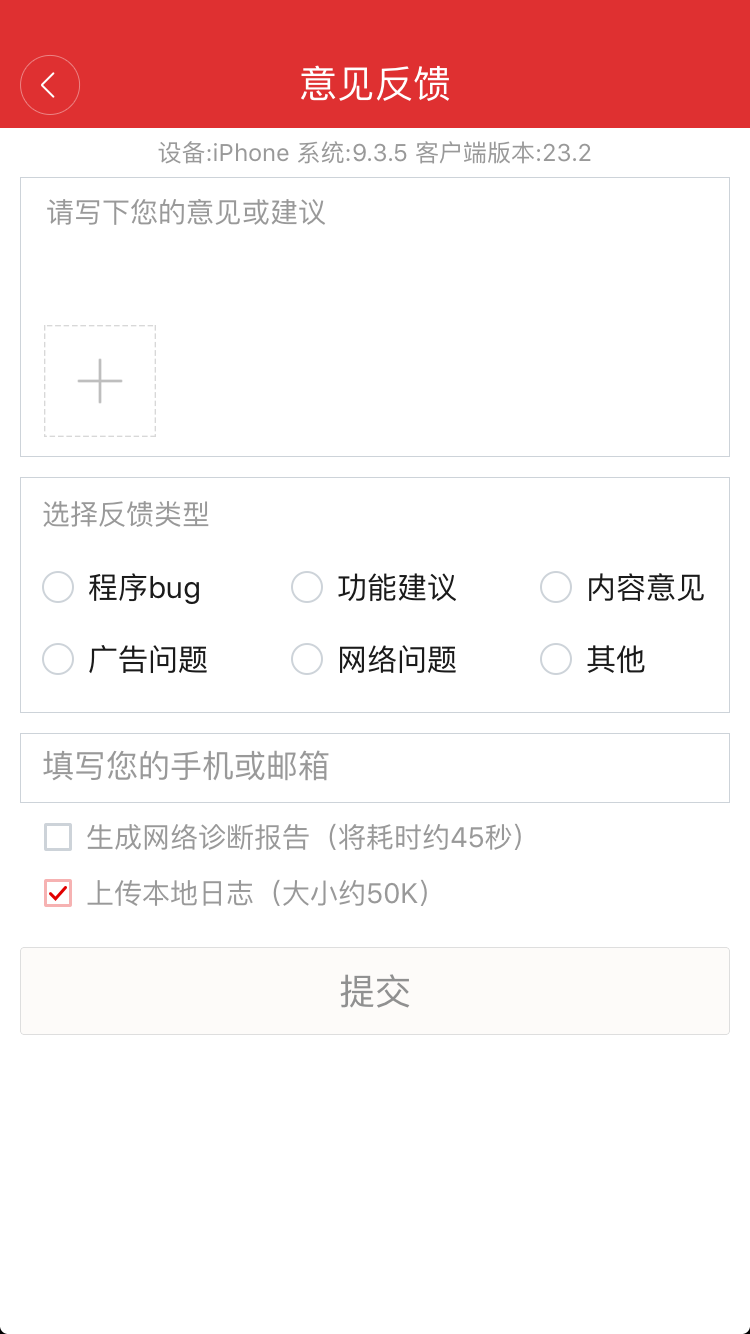 意见反馈
设备:iPhone 系统:9.3.5 客户端版本:23.2
请写下您的意见或建议
选择反馈类型
程序bug 功能建议 内容意见
广告问题 网络问题 其他
填写您的手机或邮箱
生成网络诊断报告（将耗时约45秒）
上传本地日志（大小约50K）
提交